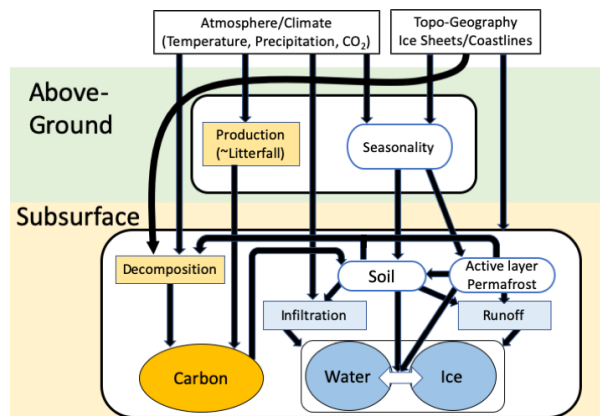 Atmosphere/Climate
(Temperature, Precipitation, CO₂)
Topo-Geography
Ice Sheets/Coastlines
Above-
Ground
Production
(~Litterfall)
Seasonality
Subsurface
Decomposition
Soil
Active layer
Permafrost
Infiltration
Runoff
Carbon
Water
Ice